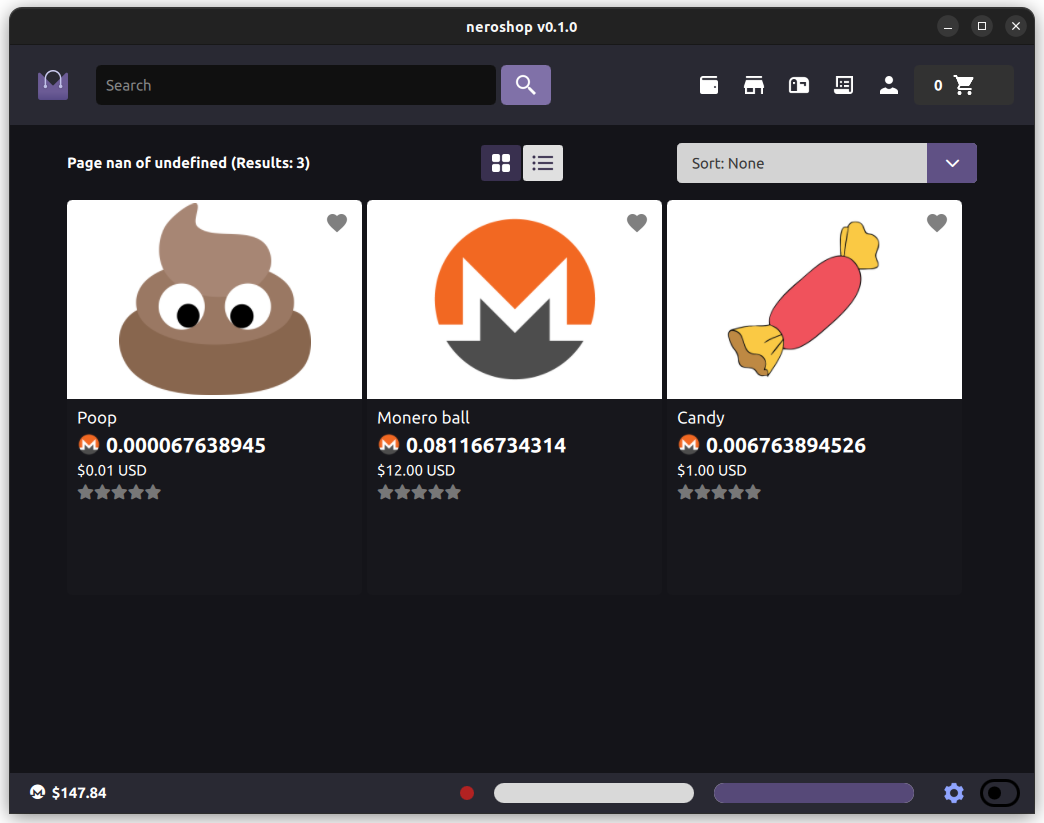 neroshop v0.1.0
Search
0
Page nan of undefined (Results: 3)
Sort: None
Poop
0.000067638945
$0.01 USD
Monero ball
0.081166734314
$12.00 USD
Candy
0.006763894526
$1.00 USD
$147.84